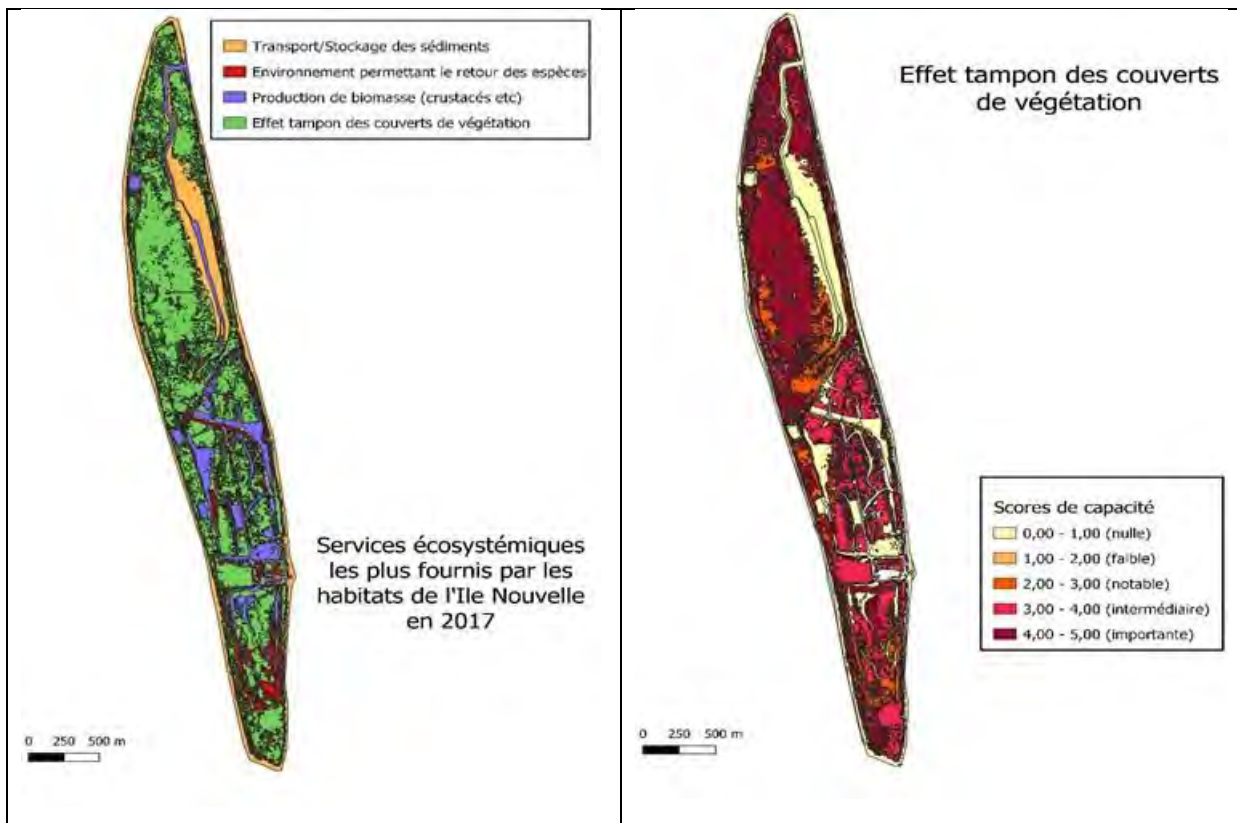 Transport/Stockage des sédiments
Environnement permettant le retour des espèces
Production de biomasse (crustacés etc)
Effet tampon des couverts de végétation
Services écosystémiques
les plus fournis par les
habitats de l'Ile Nouvelle
en 2017
0 250 500 m
Effet tampon des couverts
de végétation
Scores de capacité
0,00 - 1,00 (nulle)
1,00 - 2,00 (faible)
2,00 - 3,00 (notable)
3,00 - 4,00 (intermédiaire)
4,00 - 5,00 (importante)
0 250 500 m